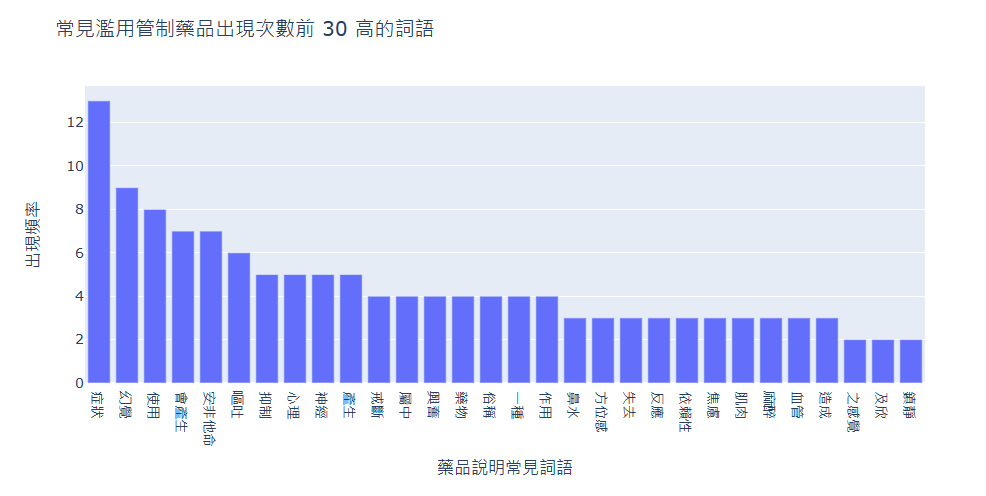 常見濫用管制藥品出現次數前 30 高的詞語
出現頻率
12
10
8
6
4
2
0
症狀
幻覺
使用
會產生
安非他命
嘔吐
抑制
心理
神經
產生
戒斷
屬中
興奮
藥物
俗稱
一種
作用
鼻水
方位感
失去
反應
依賴性
焦慮
肌肉
麻醉
血管
造成
之感覺
及欣
鎮靜
藥品說明常見詞語